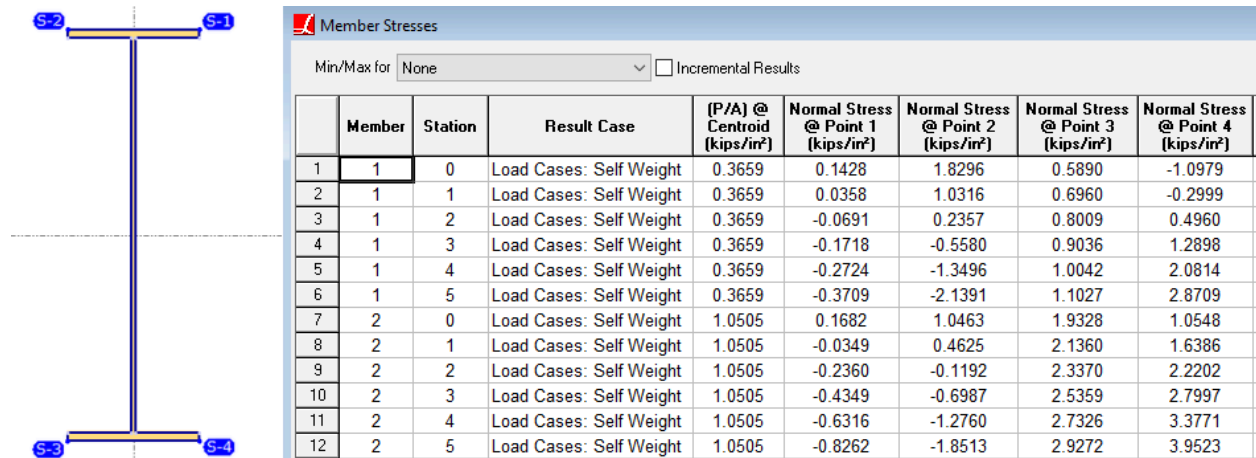 S-2 S-1
S-3 S-4
Member Stresses
Min/Max for None Incremental Results
Member Station Result Case (P/A) @ Centroid (kips/in²) Normal Stress @ Point 1 (kips/in²) Normal Stress @ Point 2 (kips/in²) Normal Stress @ Point 3 (kips/in²) Normal Stress @ Point 4 (kips/in²)
1 1 0 Load Cases: Self Weight 0.3659 0.1428 1.8296 0.5890 -1.0979
2 1 1 Load Cases: Self Weight 0.3659 0.0358 1.0316 0.6960 -0.2999
3 1 2 Load Cases: Self Weight 0.3659 -0.0691 0.2357 0.8009 0.4960
4 1 3 Load Cases: Self Weight 0.3659 -0.1718 -0.5580 0.9036 1.2898
5 1 4 Load Cases: Self Weight 0.3659 -0.2724 -1.3496 1.0042 2.0814
6 1 5 Load Cases: Self Weight 0.3659 -0.3709 -2.1391 1.1027 2.8709
7 2 0 Load Cases: Self Weight 1.0505 0.1682 1.0463 1.9328 1.0548
8 2 1 Load Cases: Self Weight 1.0505 -0.0349 0.4625 2.1360 1.6386
9 2 2 Load Cases: Self Weight 1.0505 -0.2360 -0.1192 2.3370 2.2202
10 2 3 Load Cases: Self Weight 1.0505 -0.4349 -0.6987 2.5359 2.7997
11 2 4 Load Cases: Self Weight 1.0505 -0.6316 -1.2760 2.7326 3.3771
12 2 5 Load Cases: Self Weight 1.0505 -0.8262 -1.8513 2.9272 3.9523